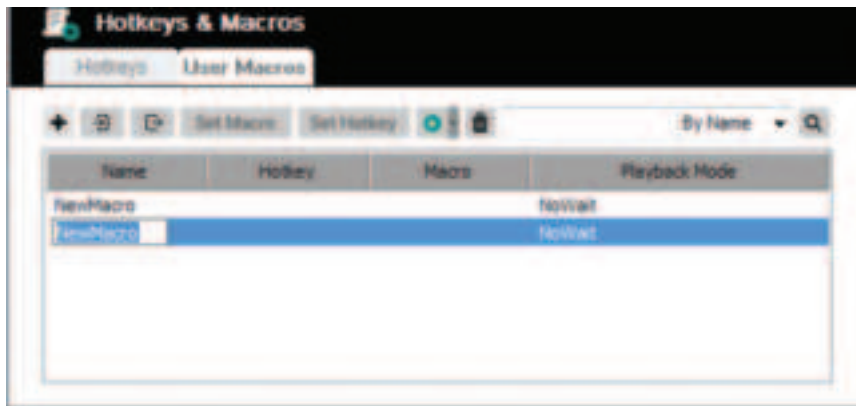 Hotkeys & Macros
Hotkeys User Macros
Set Macro Set Hotkey By Name
Name Hotkey Macro Playback Mode
NewMacro NoWait
NewMacro NoWait